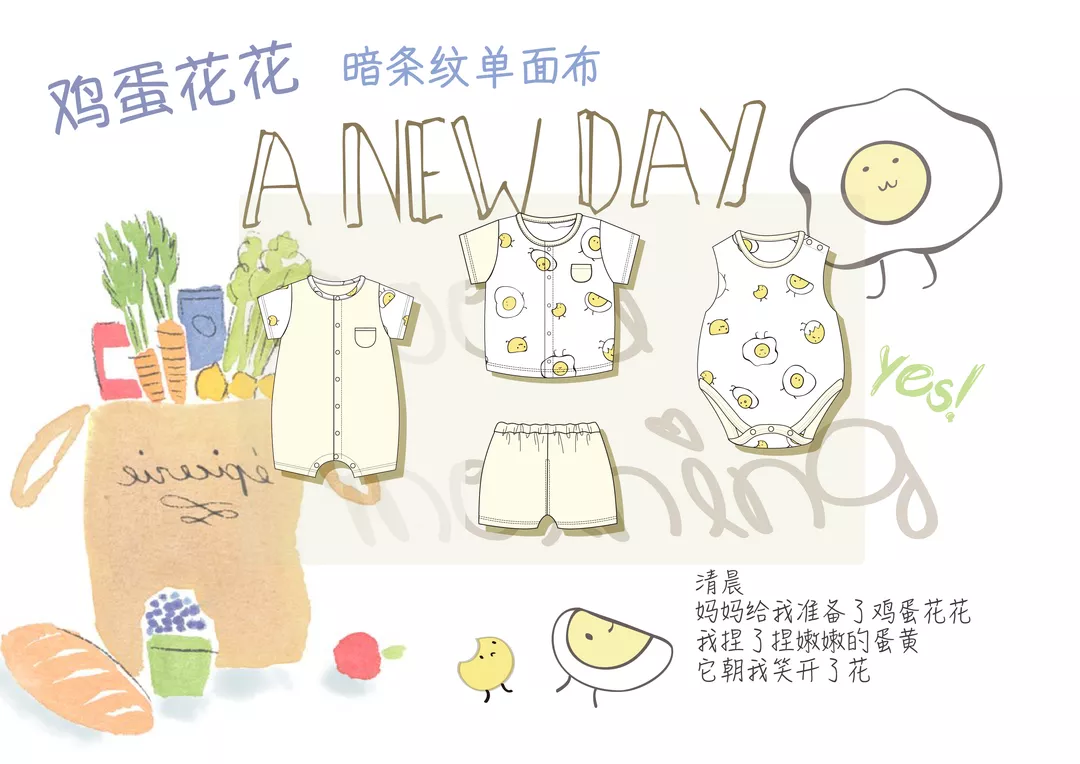 鸡蛋花花
暗条纹单面布
A NEW DAY
good
morning
yes!
épicerie
清晨
妈妈给我准备了鸡蛋花花
我捏了捏嫩嫩的蛋黄
它朝我笑开了花